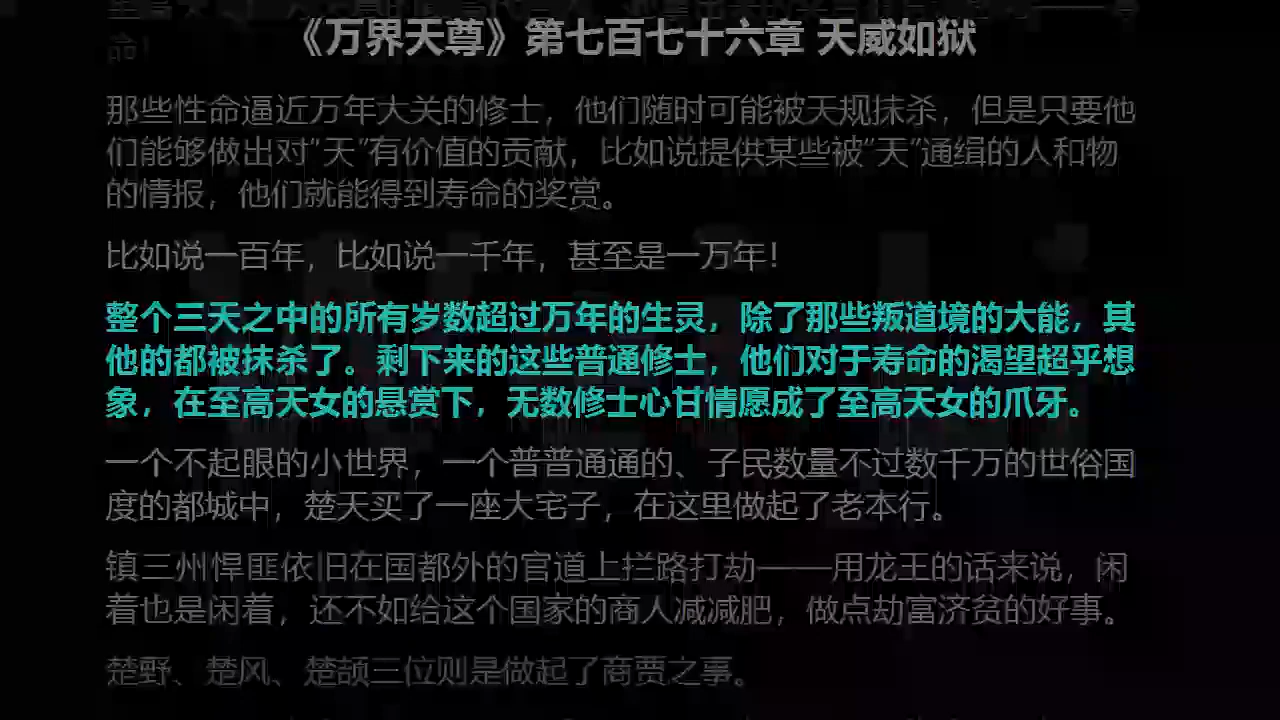 《万界天尊》第七百七十六章 天威如狱
命！
那些性命逼近万年大关的修士，他们随时可能被天规抹杀，但是只要他
们能够做出对“天”有价值的贡献，比如说提供某些被“天”通缉的人和物
的情报，他们就能得到寿命的奖赏。
比如说一百年，比如说一千年，甚至是一万年！
整个三天之中的所有岁数超过万年的生灵，除了那些叛道境的大能，其
他的都被抹杀了。剩下来的这些普通修士，他们对于寿命的渴望超乎想
象，在至高天女的悬赏下，无数修士心甘情愿成了至高天女的爪牙。
一个不起眼的小世界，一个普普通通的、子民数量不过数千万的世俗国
度的都城中，楚天买了一座大宅子，在这里做起了老本行。
镇三州悍匪依旧在国都外的官道上拦路打劫——用龙王的话来说，闲
着也是闲着，还不如给这个国家的商人减减肥，做点劫富济贫的好事。
楚野、楚风、楚颉三位则是做起了商贾之事。